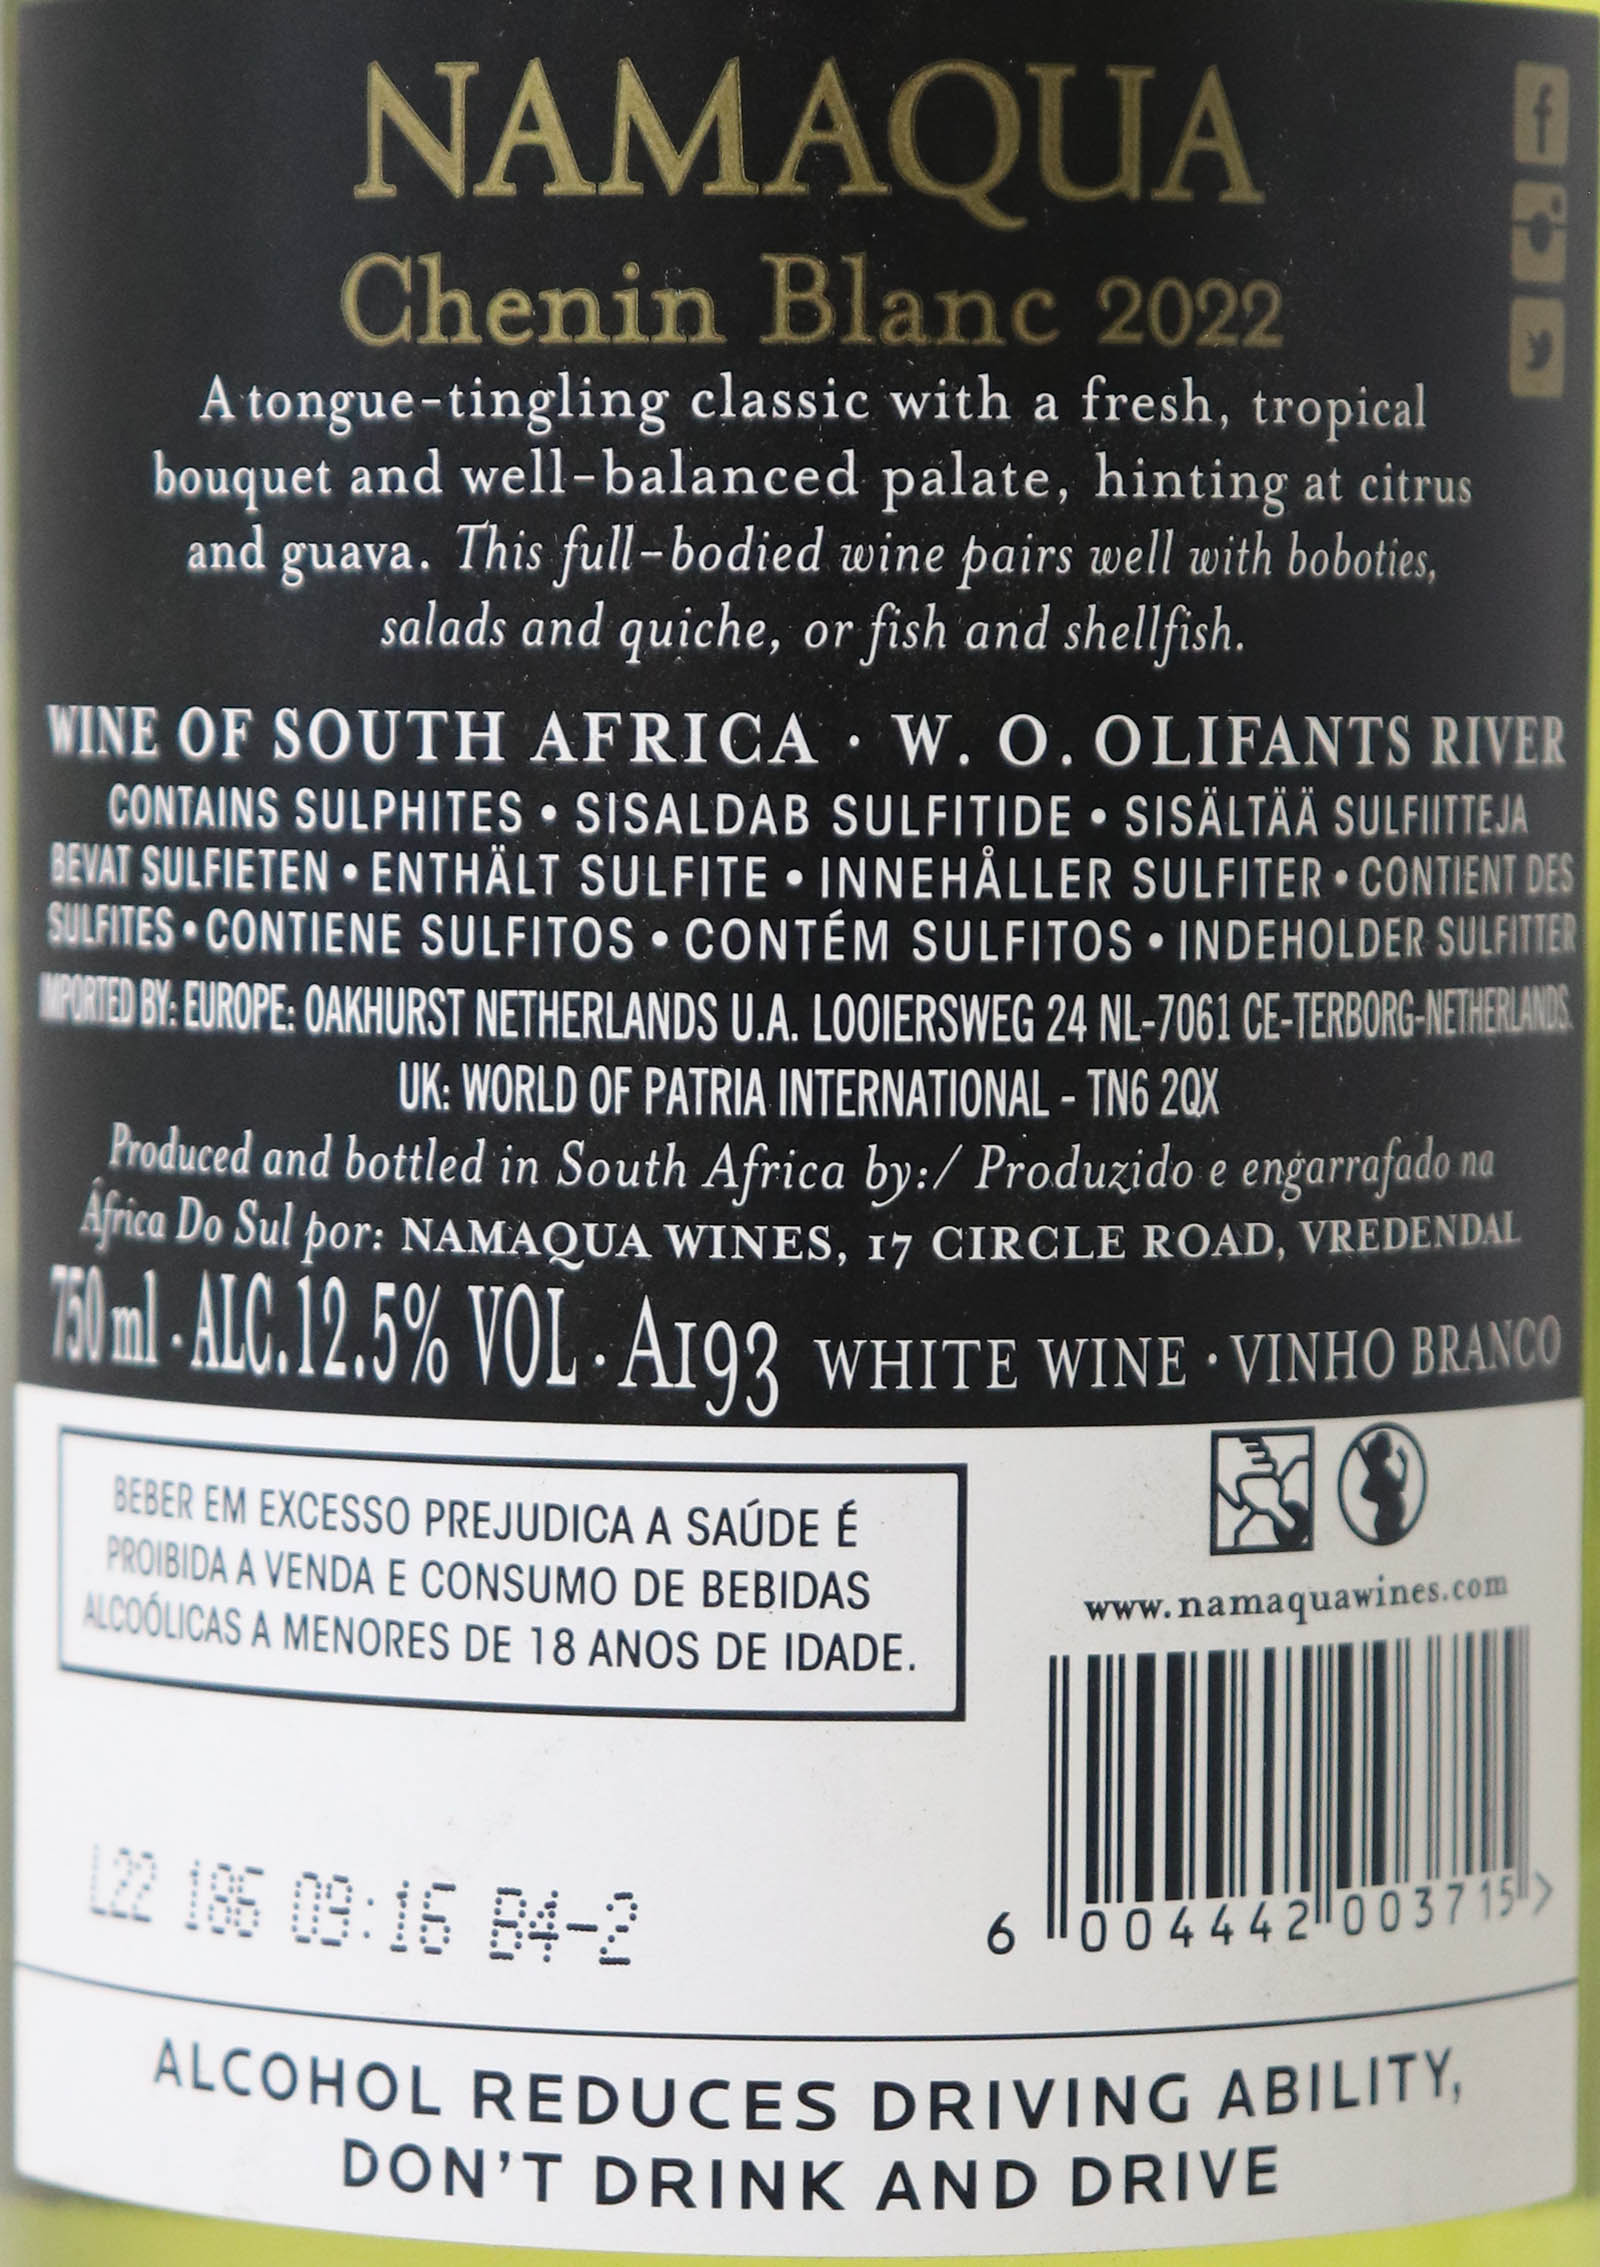 NAMAQUA
Chenin Blanc 2022
A tongue-tingling classic with a fresh, tropical
bouquet and well-balanced palate, hinting at citrus
and guava. This full-bodied wine pairs well with boboties,
salads and quiche, or fish and shellfish.
WINE OF SOUTH AFRICA · W. O. OLIFANTS RIVER
CONTAINS SULPHITES • SISALDAB SULFITIDE • SISÄLTÄÄ SULFIITTEJA
BEVAT SULFIETEN • ENTHÄLT SULFITE • INNEHÅLLER SULFITER • CONTIENT DES
SULFITES • CONTIENE SULFITOS • CONTÉM SULFITOS • INDEHOLDER SULFITTER
IMPORTED BY: EUROPE: OAKHURST NETHERLANDS U.A. LOOIERSWEG 24 NL-7061 CE-TERBORG-NETHERLANDS.
UK: WORLD OF PATRIA INTERNATIONAL - TN6 2QX
Produced and bottled in South Africa by:/ Produzido e engarrafado na
África Do Sul por: NAMAQUA WINES, 17 CIRCLE ROAD, VREDENDAL
750 ml · ALC.12.5% VOL · A193 WHITE WINE · VINHO BRANCO
BEBER EM EXCESSO PREJUDICA A SAÚDE É
PROIBIDA A VENDA E CONSUMO DE BEBIDAS
ALCOÓLICAS A MENORES DE 18 ANOS DE IDADE.
www.namaquawines.com
L22 186 09:16 B4-2
6 004442 003715 >
ALCOHOL REDUCES DRIVING ABILITY,
DON'T DRINK AND DRIVE